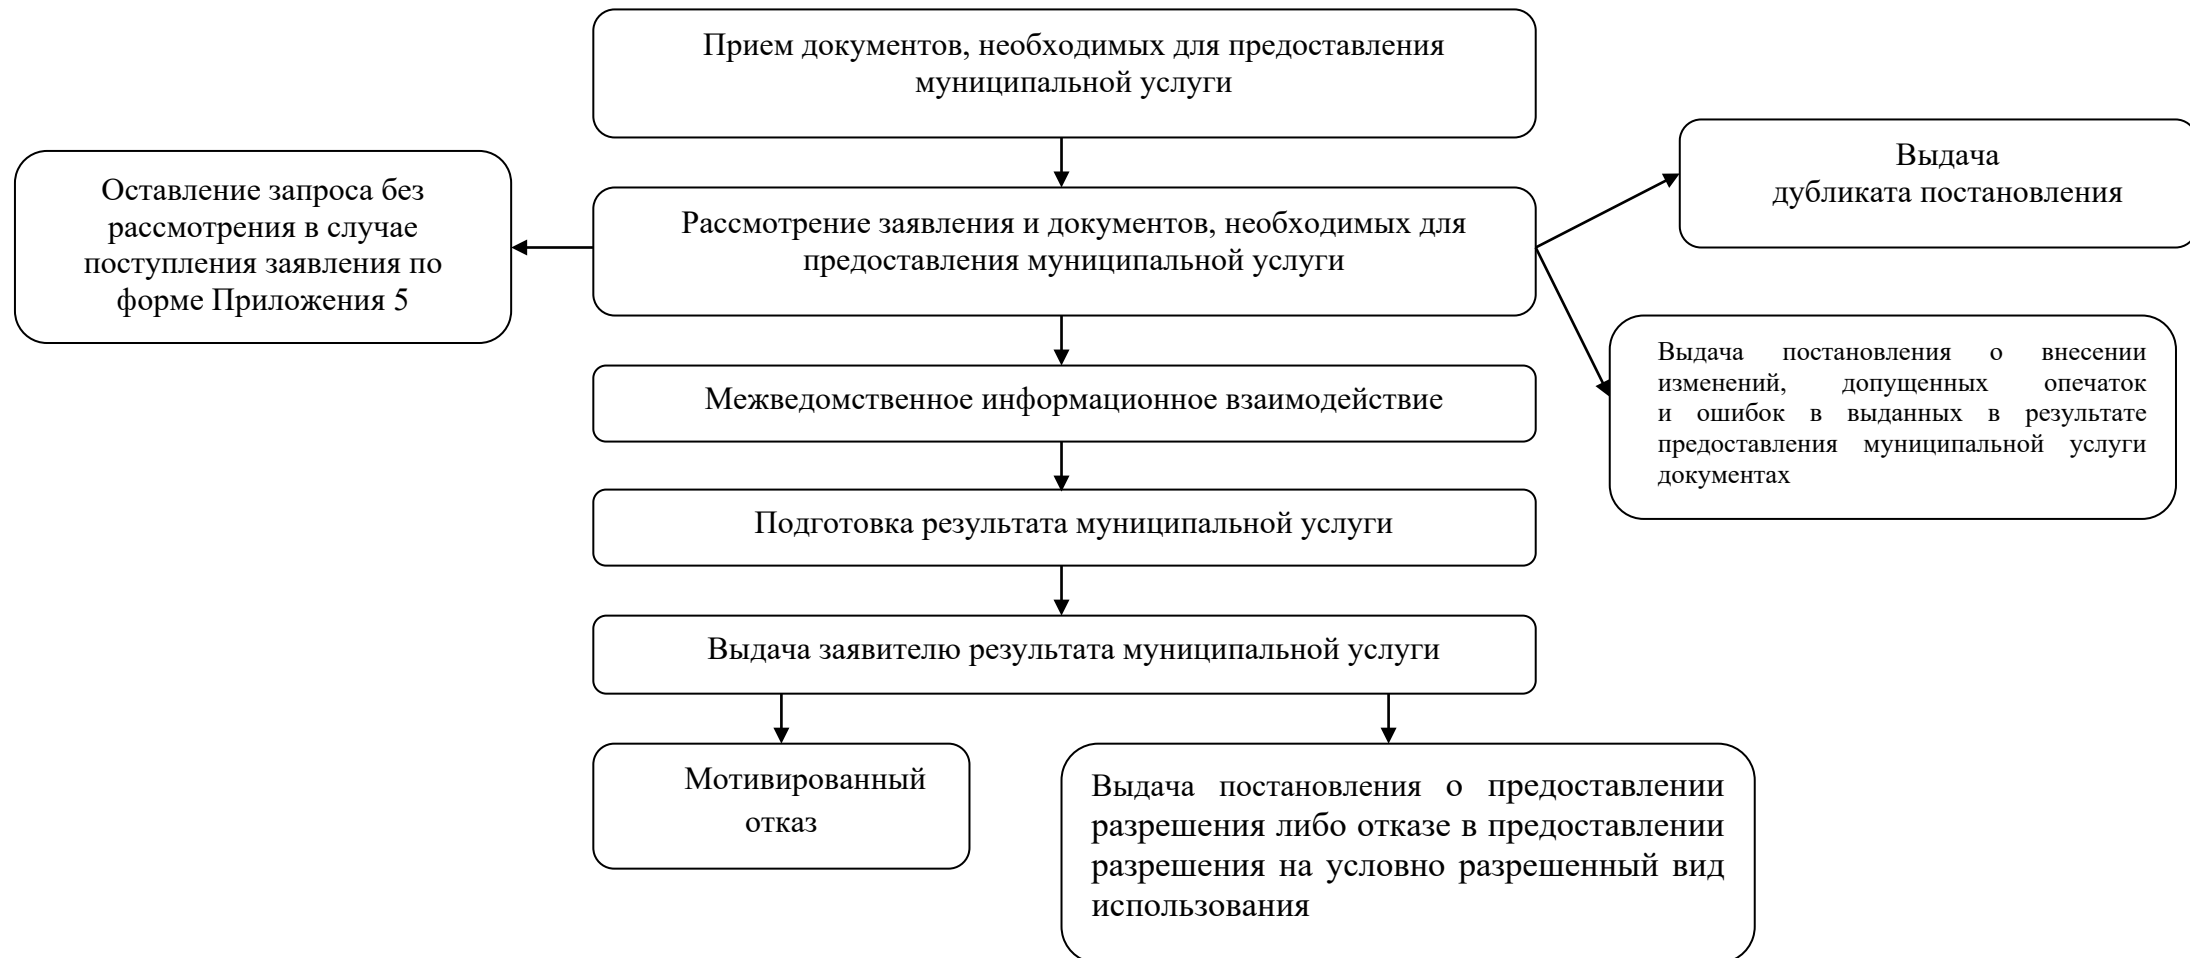 Прием документов, необходимых для предоставления
муниципальной услуги
Выдача
дубликата постановления
Оставление запроса без
рассмотрения в случае
поступления заявления по
форме Приложения 5
Рассмотрение заявления и документов, необходимых для
предоставления муниципальной услуги
Выдача постановления о внесении
изменений, допущенных опечаток
и ошибок в выданных в результате
предоставления муниципальной услуги
документах
Межведомственное информационное взаимодействие
Подготовка результата муниципальной услуги
Выдача заявителю результата муниципальной услуги
Мотивированный
отказ
Выдача постановления о предоставлении
разрешения либо отказе в предоставлении
разрешения на условно разрешенный вид
использования